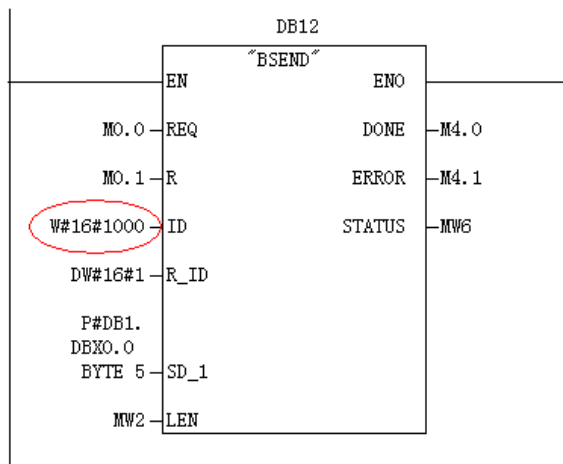 DB12
"BSEND"
EN ENO
M0.0 REQ DONE M4.0
M0.1 R ERROR M4.1
W#16#1000 ID STATUS MW6
DW#16#1 R_ID
P#DB1.
DBX0.0
BYTE 5 SD_1
MW2 LEN